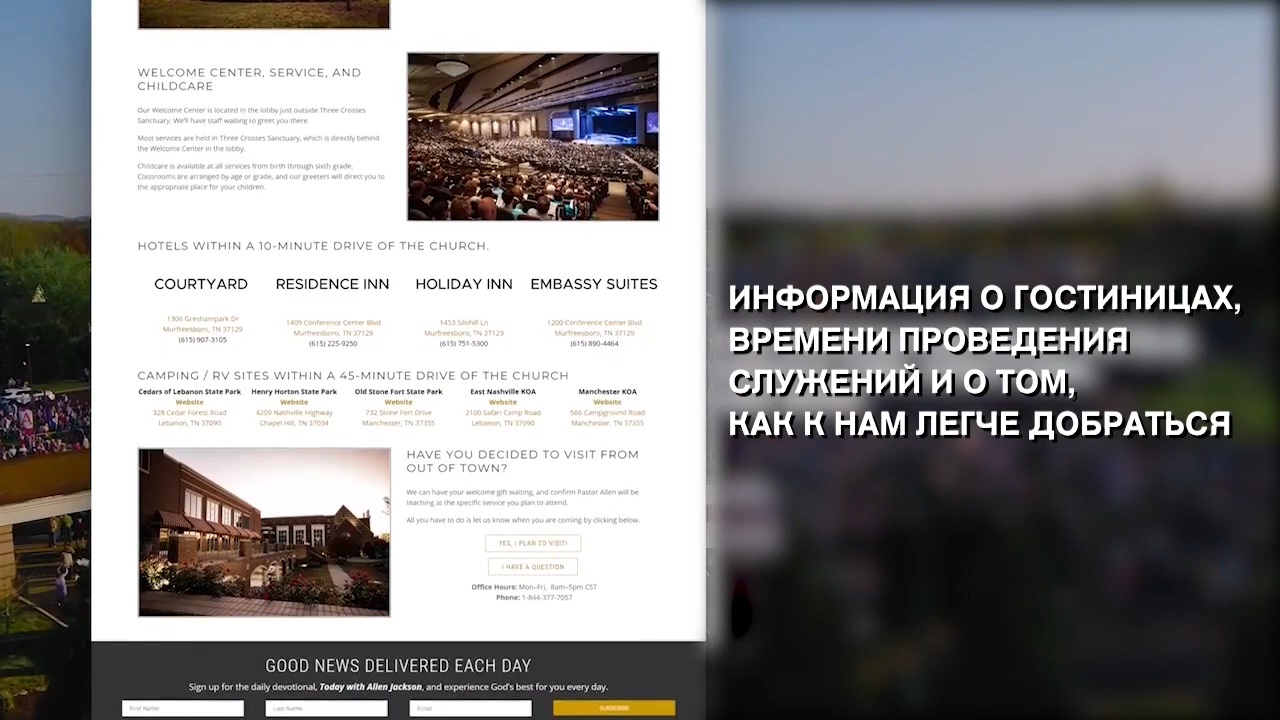 WELCOME CENTER, SERVICE, AND
CHILDCARE
Our Welcome Center is located in the lobby just outside Three Crosses
Sanctuary. We'll have staff waiting to greet you there.
Most services are held in Three Crosses Sanctuary, which is directly behind
the Welcome Center in the lobby.
Childcare is available at all services from birth through sixth grade.
Classrooms are arranged by age or grade, and our greeters will direct you to
the appropriate place for your children.
HOTELS WITHIN A 10-MINUTE DRIVE OF THE CHURCH.
COURTYARD
1306 Greshampark Dr
Murfreesboro, TN 37129
(615) 907-3105
RESIDENCE INN
1409 Conference Center Blvd
Murfreesboro, TN 37129
(615) 225-9250
HOLIDAY INN
1453 Silohill Ln
Murfreesboro, TN 37129
(615) 751-5300
EMBASSY SUITES
1200 Conference Center Blvd
Murfreesboro, TN 37129
(615) 890-4464
CAMPING / RV SITES WITHIN A 45-MINUTE DRIVE OF THE CHURCH
Cedars of Lebanon State Park
Website
328 Cedar Forest Road
Lebanon, TN 37090
Henry Horton State Park
Website
4209 Nashville Highway
Chapel Hill, TN 37034
Old Stone Fort State Park
Website
732 Stone Fort Drive
Manchester, TN 37355
East Nashville KOA
Website
2100 Safari Camp Road
Lebanon, TN 37090
Manchester KOA
Website
586 Campground Road
Manchester, TN 37355
HAVE YOU DECIDED TO VISIT FROM
OUT OF TOWN?
We can have your welcome gift waiting, and confirm Pastor Allen will be
teaching at the specific service you plan to attend.
All you have to do is let us know when you are coming by clicking below.
YES, I PLAN TO VISIT!
I HAVE A QUESTION
Office Hours: Mon–Fri, 8am–5pm CST
Phone: 1-844-377-7057
GOOD NEWS DELIVERED EACH DAY
Sign up for the daily devotional, Today with Allen Jackson, and experience God's best for you every day.
First Name
Last Name
Email
SUBSCRIBE
ИНФОРМАЦИЯ О ГОСТИНИЦАХ,
ВРЕМЕНИ ПРОВЕДЕНИЯ
СЛУЖЕНИЙ И О ТОМ,
КАК К НАМ ЛЕГЧЕ ДОБРАТЬСЯ